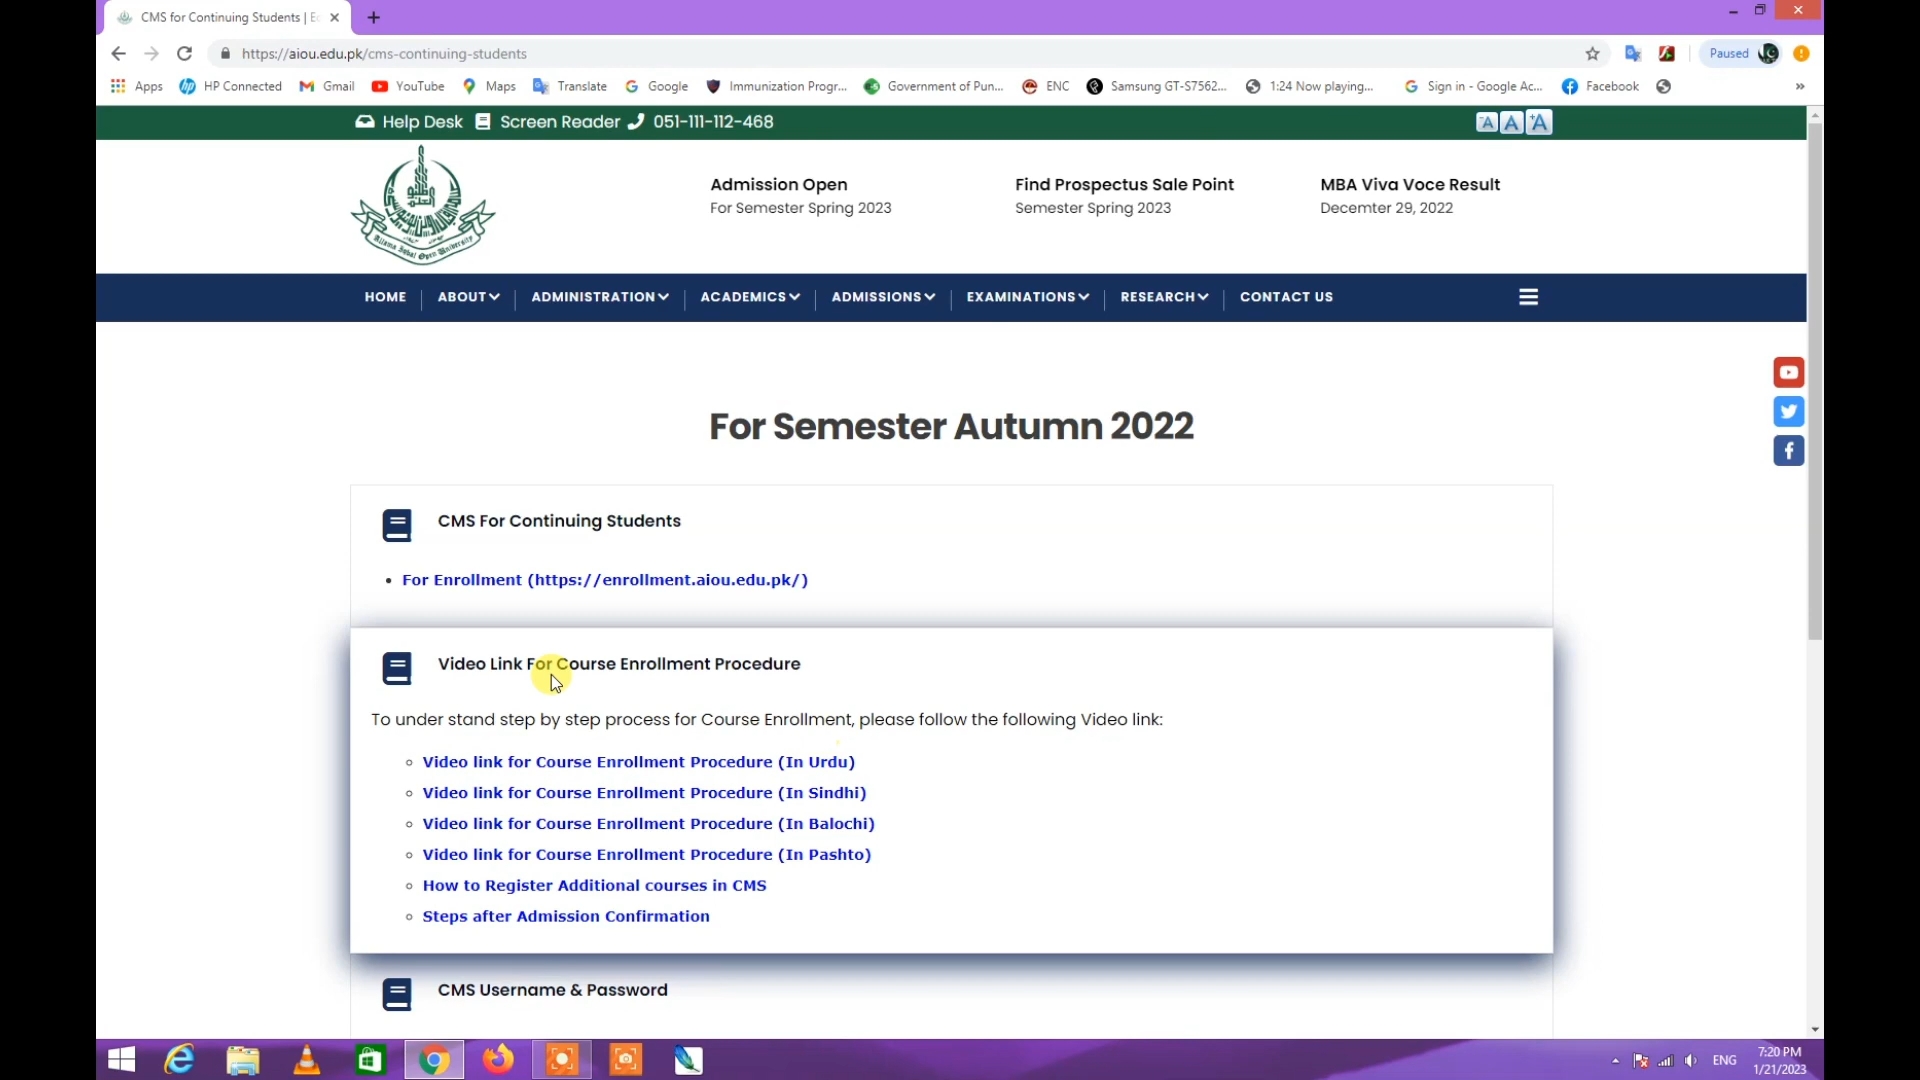 CMS for Continuing Students | E
https://aiou.edu.pk/cms-continuing-students
Paused
Apps
HP Connected
Gmail
YouTube
Maps
Translate
Google
Immunization Progr...
Government of Pun...
ENC
Samsung GT-S7562...
1:24 Now playing...
Sign in - Google Ac...
Facebook
»
Help Desk Screen Reader 051-111-112-468
-A A +A
Allama Iqbal Open University
Admission Open
For Semester Spring 2023
Find Prospectus Sale Point
Semester Spring 2023
MBA Viva Voce Result
Decemter 29, 2022
HOME ABOUT ADMINISTRATION ACADEMICS ADMISSIONS EXAMINATIONS RESEARCH CONTACT US
For Semester Autumn 2022
CMS For Continuing Students
• For Enrollment (https://enrollment.aiou.edu.pk/)
Video Link For Course Enrollment Procedure
To under stand step by step process for Course Enrollment, please follow the following Video link:
Video link for Course Enrollment Procedure (In Urdu)
Video link for Course Enrollment Procedure (In Sindhi)
Video link for Course Enrollment Procedure (In Balochi)
Video link for Course Enrollment Procedure (In Pashto)
How to Register Additional courses in CMS
Steps after Admission Confirmation
CMS Username & Password
ENG
7:20 PM
1/21/2023